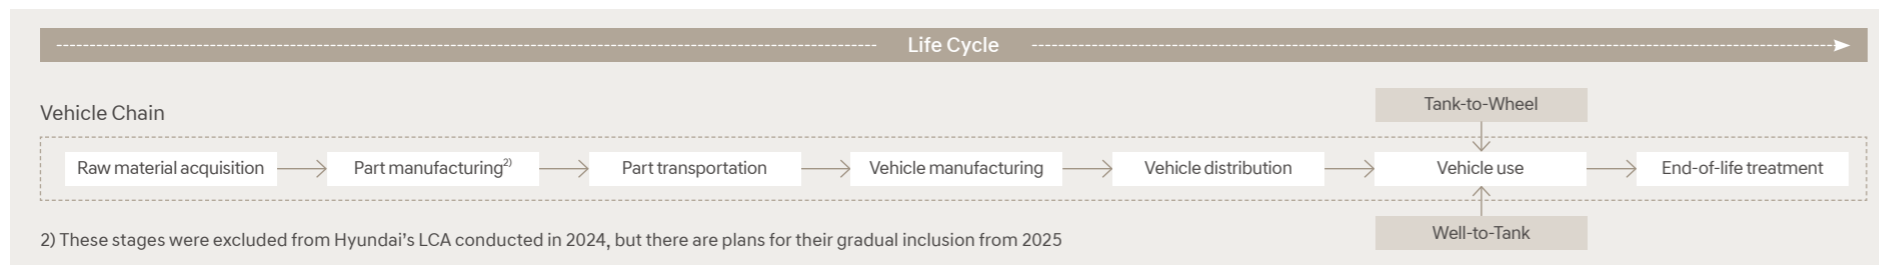 Life Cycle
Vehicle Chain
Tank-to-Wheel
Raw material acquisition
Part manufacturing2)
Part transportation
Vehicle manufacturing
Vehicle distribution
Vehicle use
End-of-life treatment
Well-to-Tank
2) These stages were excluded from Hyundai's LCA conducted in 2024, but there are plans for their gradual inclusion from 2025